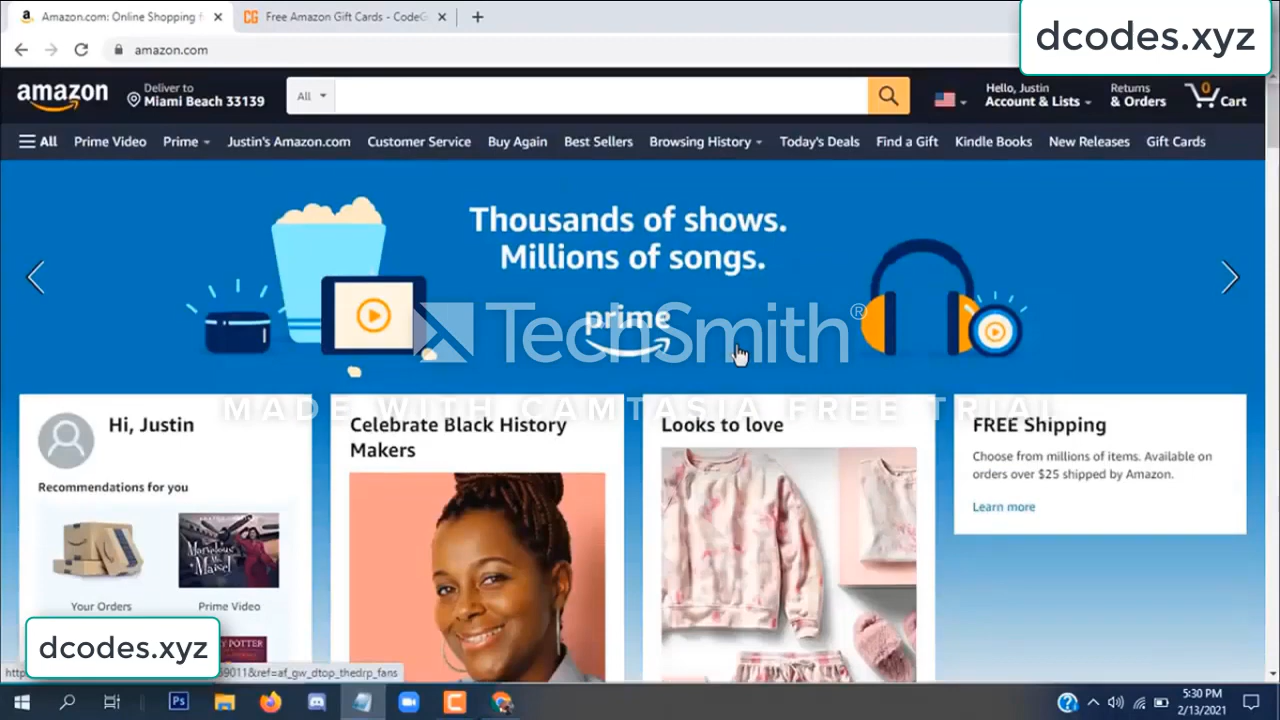 Amazon.com: Online Shopping f
Free Amazon Gift Cards - CodeG
dcodes.xyz
amazon.com
amazon
Deliver to
Miami Beach 33139
All
Hello, Justin
Account & Lists
Returns
& Orders
0
Cart
All
Prime Video
Prime
Justin's Amazon.com
Customer Service
Buy Again
Best Sellers
Browsing History
Today's Deals
Find a Gift
Kindle Books
New Releases
Gift Cards
Thousands of shows.
Millions of songs.
prime
TechSmith®
MADE WITH CAMTASIA FREE TRIAL
Hi, Justin
Recommendations for you
Your Orders
Prime Video
Celebrate Black History
Makers
Looks to love
FREE Shipping
Choose from millions of items. Available on
orders over $25 shipped by Amazon.
Learn more
dcodes.xyz
9011&ref=af_gw_dtop_thedrp_fans
Ps
5:30 PM
2/13/2021